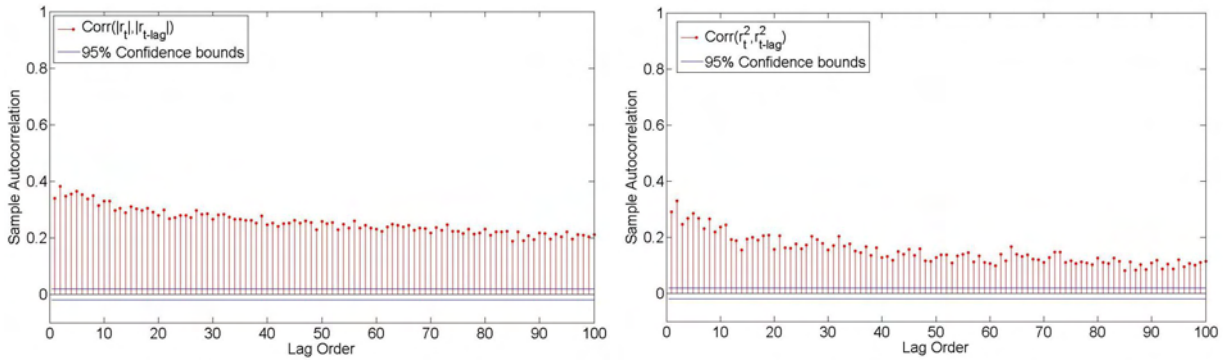 1
0.8
0.6
0.4
0.2
0
Sample Autocorrelation
Corr(|r_t|,|r_{t-lag}|)
95% Confidence bounds
0 10 20 30 40 50 60 70 80 90 100
Lag Order
1
0.8
0.6
0.4
0.2
0
Sample Autocorrelation
Corr(r_t^2,r_{t-lag}^2)
95% Confidence bounds
0 10 20 30 40 50 60 70 80 90 100
Lag Order